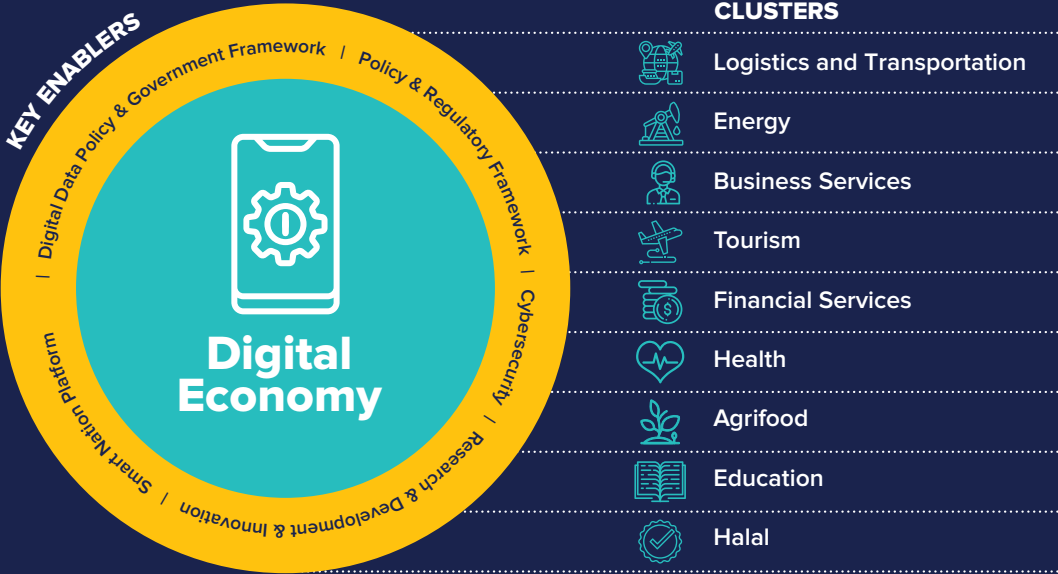 KEY ENABLERS
| Digital Data Policy & Government Framework | Policy & Regulatory Framework | Cybersecurity | Research & Development & Innovation | Smart Nation Platform
Digital
Economy
CLUSTERS
Logistics and Transportation
Energy
Business Services
Tourism
Financial Services
Health
Agrifood
Education
Halal